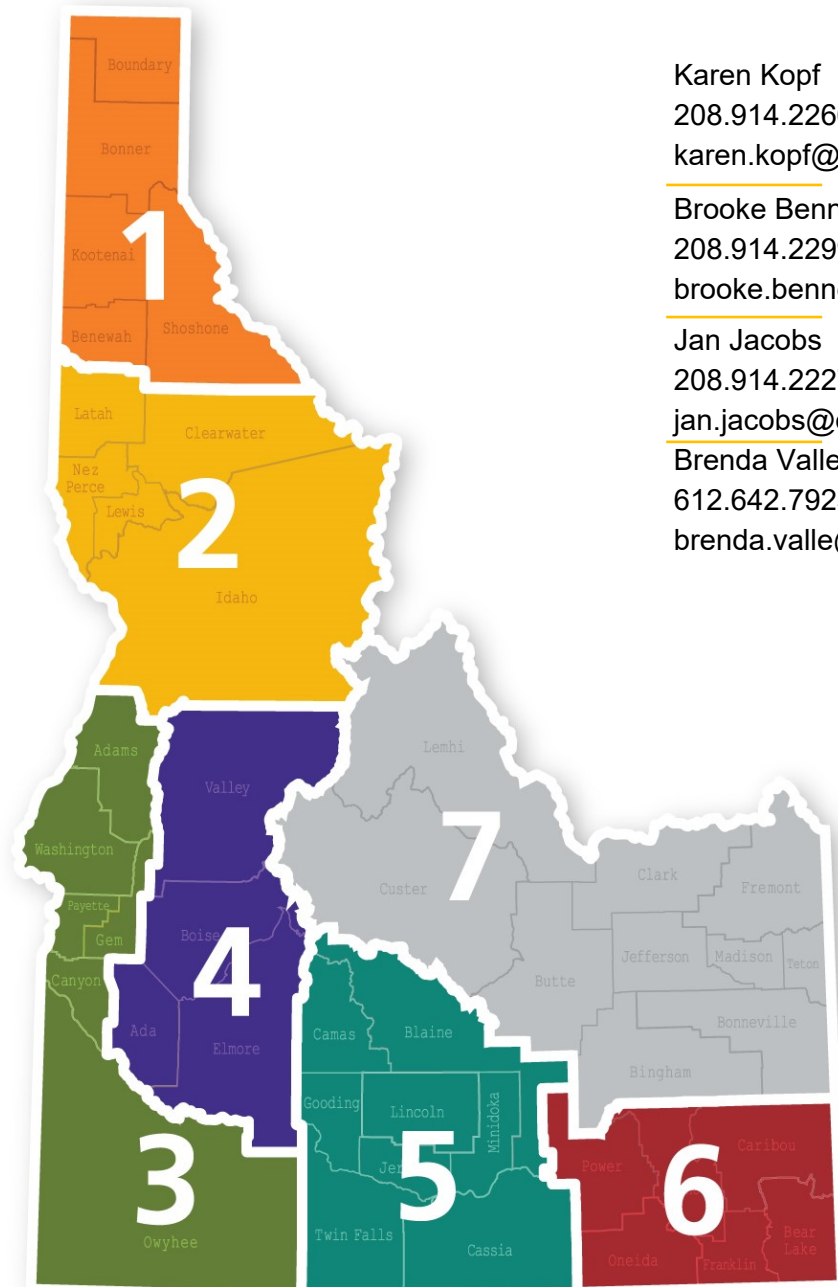 Karen Kopf
208.914.226
karen.kopf@
Brooke Benn
208.914.229
brooke.benn
Jan Jacobs
208.914.222
jan.jacobs@
Brenda Valle
612.642.792
brenda.valle
Boundary
Bonner
1
Kootenai
Benewah
Shoshone
Latah
Clearwater
Nez
Perce
Lewis
2
Idaho
Adams
Valley
Lemhi
Washington
7
Custer
Clark
Fremont
Payette
Gem
Boise
4
Canyon
Jefferson
Madison
Teton
Butte
Ada
Elmore
Camas
Blaine
Bonneville
Bingham
Gooding
Lincoln
Minidoka
3
Jer
5
6
Power
Caribou
Owyhee
Twin Falls
Cassia
Oneida
Franklin
Bear
Lake